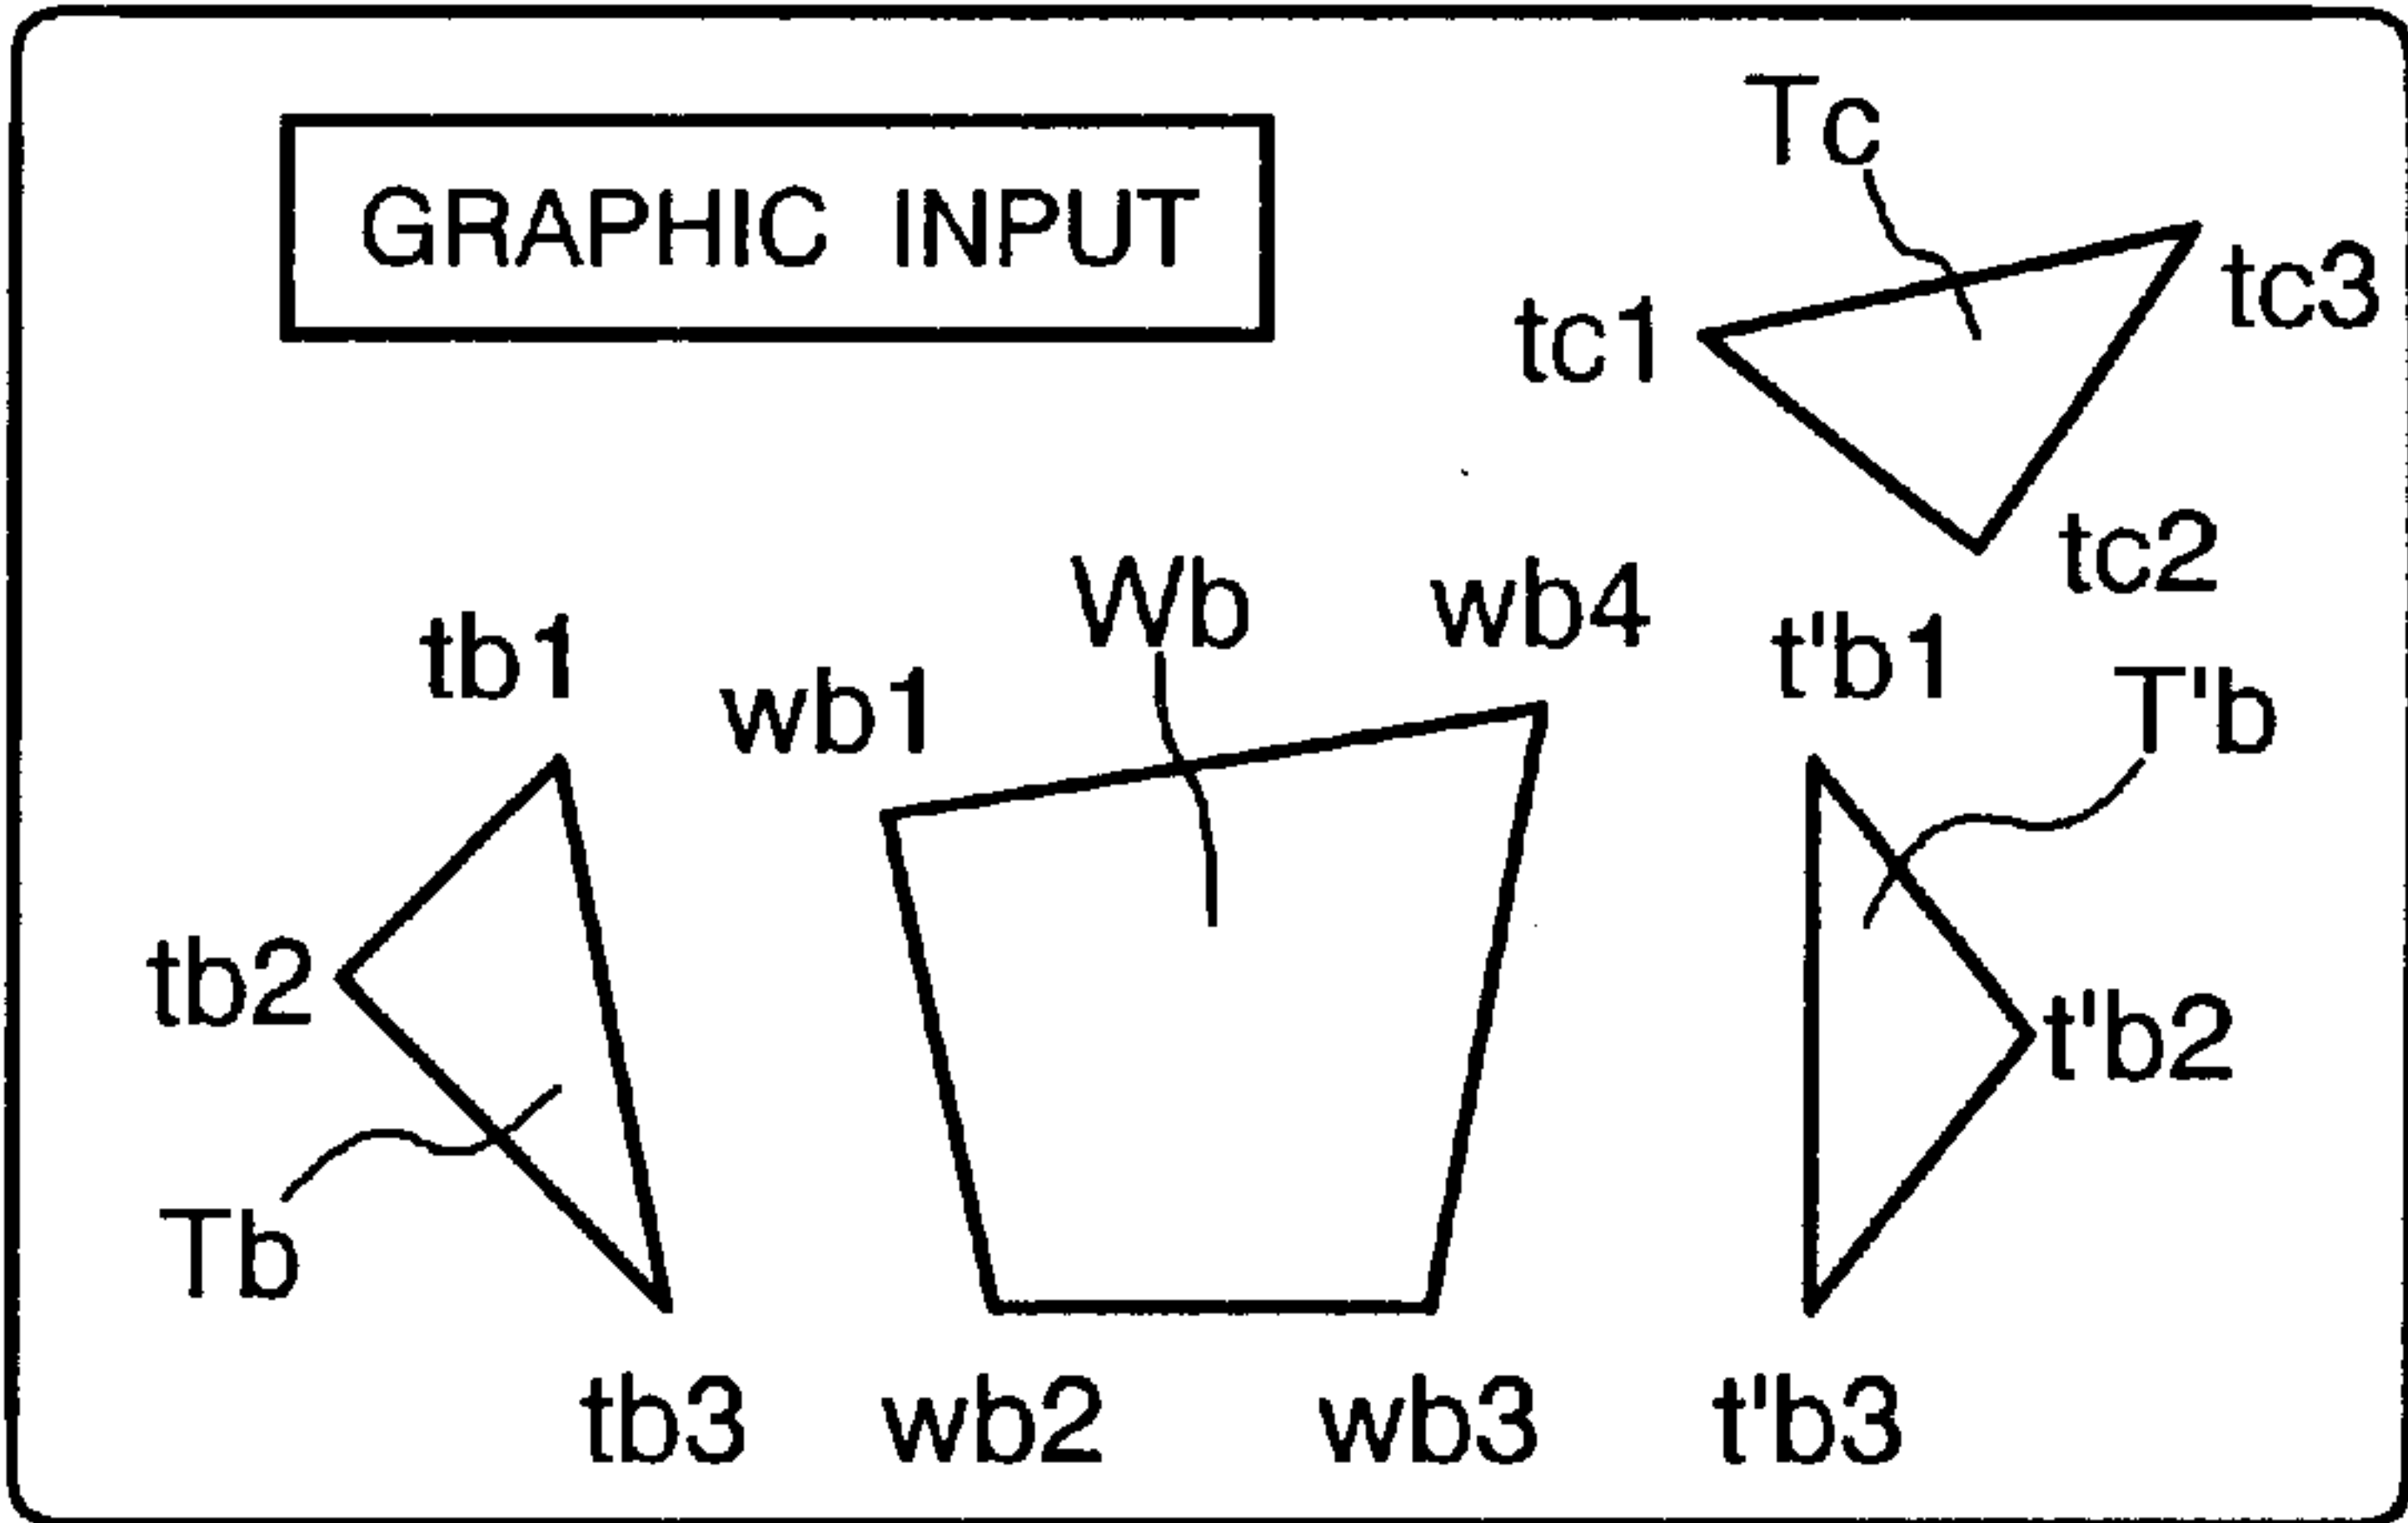 Tc
GRAPHIC INPUT
tc3
tc1
tc2
Wb
wb4
tb1
t'b1
wb1
T'b
tb2
t'b2
Tb
tb3
wb2
wb3
t'b3